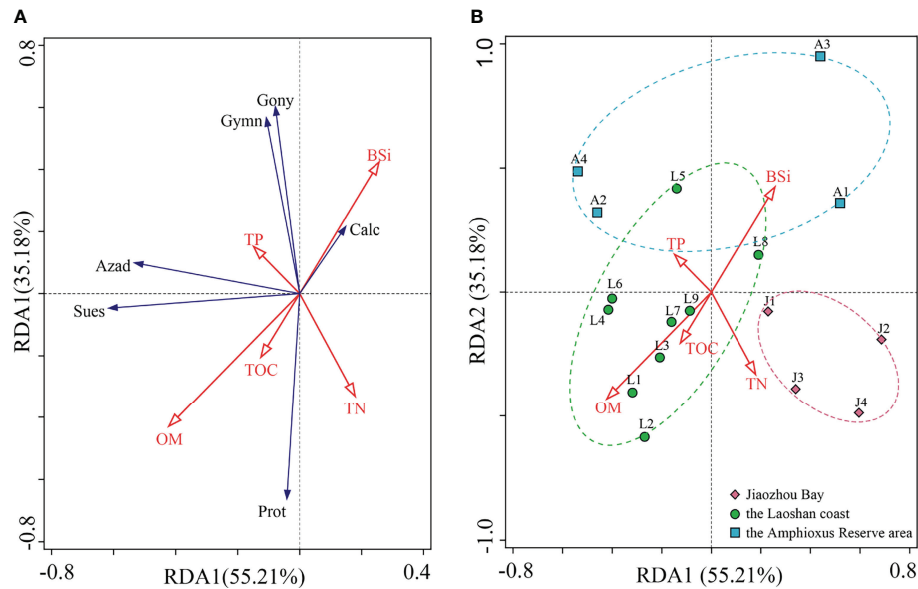 A
0.8
Gony
Gymn
BSi
TP
Calc
Azad
Sues
TOC
TN
OM
Prot
-0.8
-0.8
0.4
RDA1(55.21%)
RDA1(35.18%)
B
1.0
A3
A4
L5
BSi
A2
A1
TP
L8
L6
L4
L9
L7
J1
J2
TOC
L3
TN
J3
L1
OM
J4
L2
Jiaozhou Bay
the Laoshan coast
the Amphioxus Reserve area
-1.0
-0.8
0.8
RDA1 (55.21%)
RDA2 (35.18%)